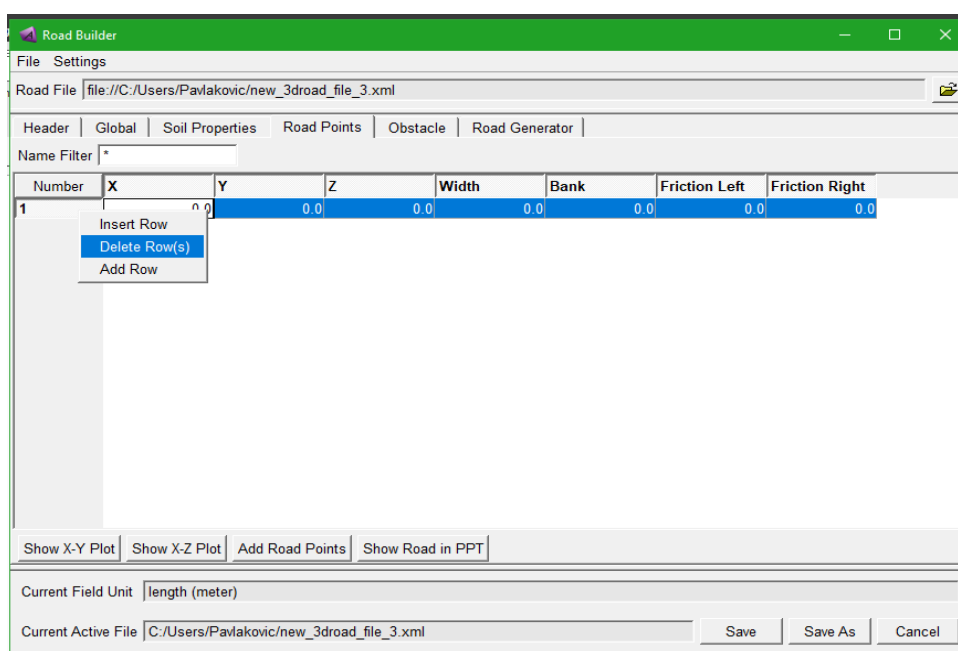 Road Builder
File Settings
Road File file://C:/Users/Pavlakovic/new_3droad_file_3.xml
Header Global Soil Properties Road Points Obstacle Road Generator
Name Filter *
Number X Y Z Width Bank Friction Left Friction Right
1 0.0 0.0 0.0 0.0 0.0 0.0 0.0
Insert Row
Delete Row(s)
Add Row
Show X-Y Plot Show X-Z Plot Add Road Points Show Road in PPT
Current Field Unit length (meter)
Current Active File C:/Users/Pavlakovic/new_3droad_file_3.xml Save Save As Cancel